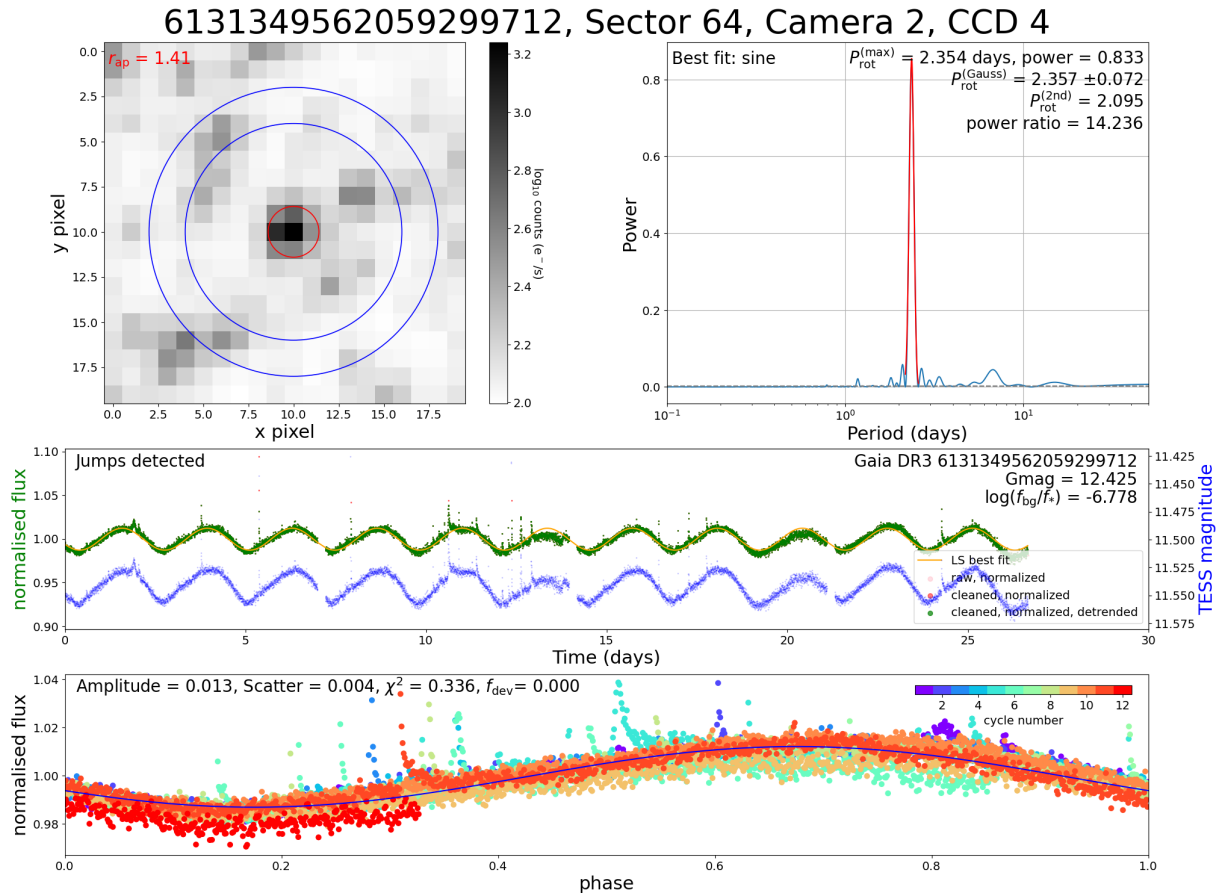 6131349562059299712, Sector 64, Camera 2, CCD 4
r_ap = 1.41
0.0
2.5
5.0
7.5
10.0
12.5
15.0
17.5
y pixel
0.0 2.5 5.0 7.5 10.0 12.5 15.0 17.5
x pixel
3.2
3.0
2.8
2.6
2.4
2.2
2.0
log₁₀ counts (e⁻/s)
Best fit: sine
P_rot^(max) = 2.354 days, power = 0.833
P_rot^(Gauss) = 2.357 ±0.072
P_rot^(2nd) = 2.095
power ratio = 14.236
0.8
0.6
0.4
0.2
0.0
Power
10⁻¹ 10⁰ 10¹
Period (days)
Jumps detected
Gaia DR3 6131349562059299712
Gmag = 12.425
log(f_bg/f_*) = -6.778
1.10
1.05
1.00
0.95
0.90
normalised flux
11.425
11.450
11.475
11.500
11.525
11.550
11.575
TESS magnitude
LS best fit
raw, normalized
cleaned, normalized
cleaned, normalized, detrended
0 5 10 15 20 25 30
Time (days)
Amplitude = 0.013, Scatter = 0.004, χ² = 0.336, f_dev= 0.000
2 4 6 8 10 12
cycle number
1.04
1.02
1.00
0.98
normalised flux
0.0 0.2 0.4 0.6 0.8 1.0
phase